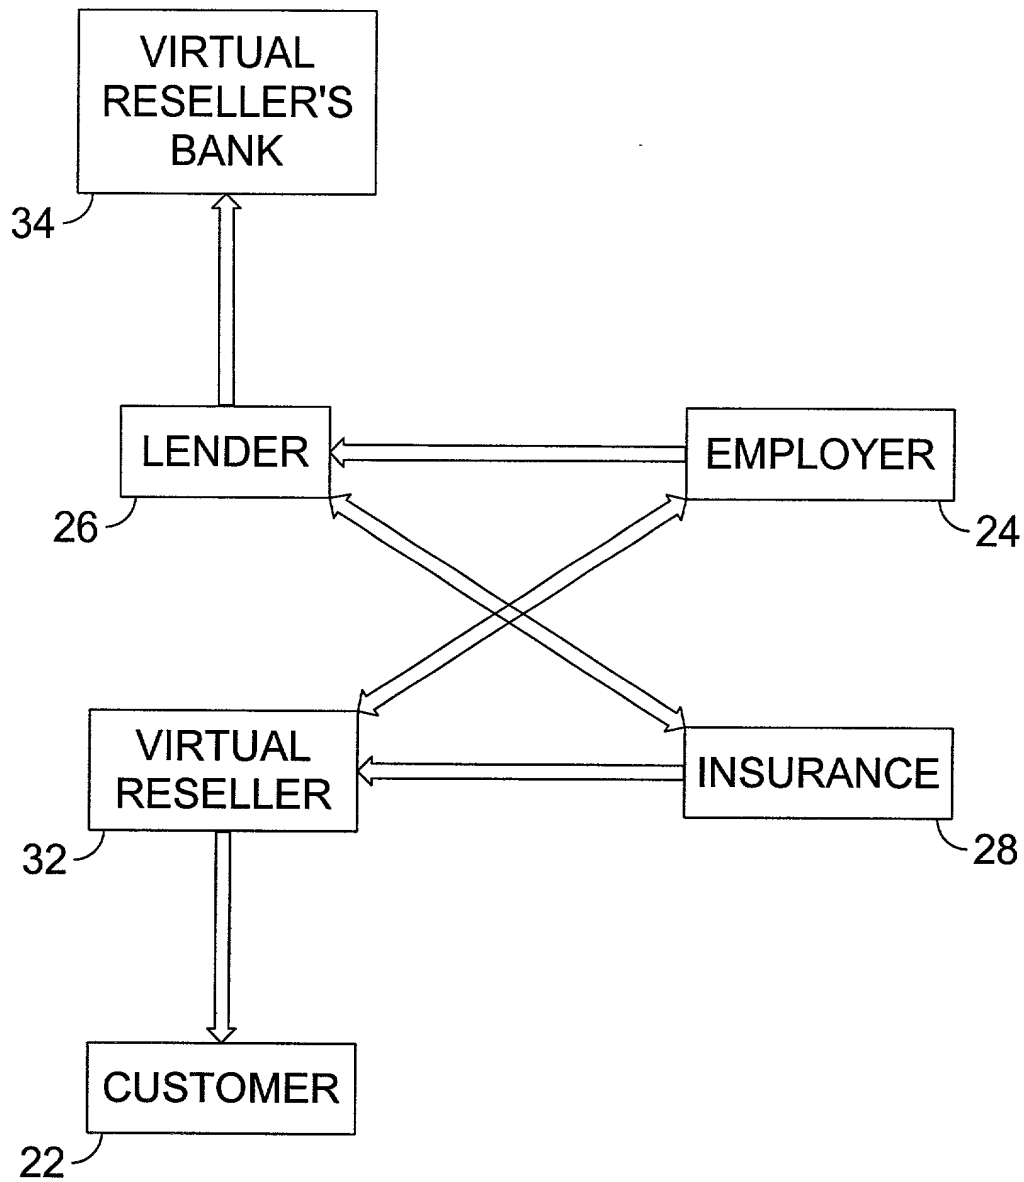 VIRTUAL
RESELLER'S
BANK
34
LENDER
26
EMPLOYER
24
VIRTUAL
RESELLER
32
INSURANCE
28
CUSTOMER
22